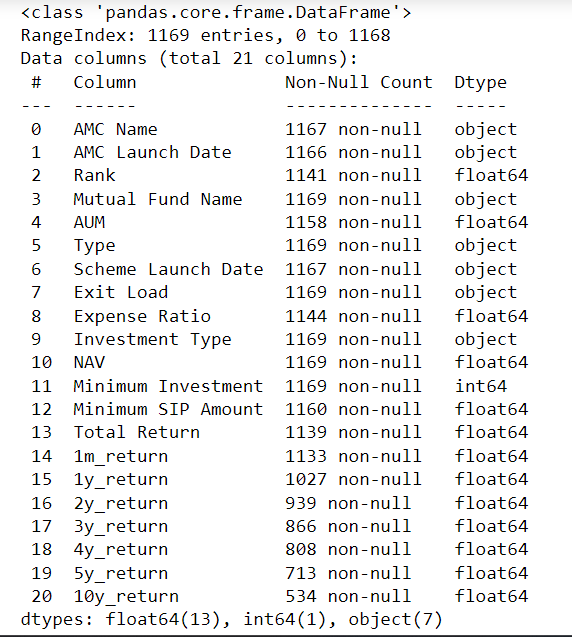 <class 'pandas.core.frame.DataFrame'>
RangeIndex: 1169 entries, 0 to 1168
Data columns (total 21 columns):
 #   Column              Non-Null Count  Dtype
---  ------              --------------  -----
 0   AMC Name            1167 non-null   object
 1   AMC Launch Date     1166 non-null   object
 2   Rank                1141 non-null   float64
 3   Mutual Fund Name    1169 non-null   object
 4   AUM                 1158 non-null   float64
 5   Type                1169 non-null   object
 6   Scheme Launch Date  1167 non-null   object
 7   Exit Load           1169 non-null   object
 8   Expense Ratio       1144 non-null   float64
 9   Investment Type     1169 non-null   object
 10  NAV                 1169 non-null   float64
 11  Minimum Investment  1169 non-null   int64
 12  Minimum SIP Amount  1160 non-null   float64
 13  Total Return        1139 non-null   float64
 14  1m_return           1133 non-null   float64
 15  1y_return           1027 non-null   float64
 16  2y_return           939 non-null    float64
 17  3y_return           866 non-null    float64
 18  4y_return           808 non-null    float64
 19  5y_return           713 non-null    float64
 20  10y_return          534 non-null    float64
dtypes: float64(13), int64(1), object(7)